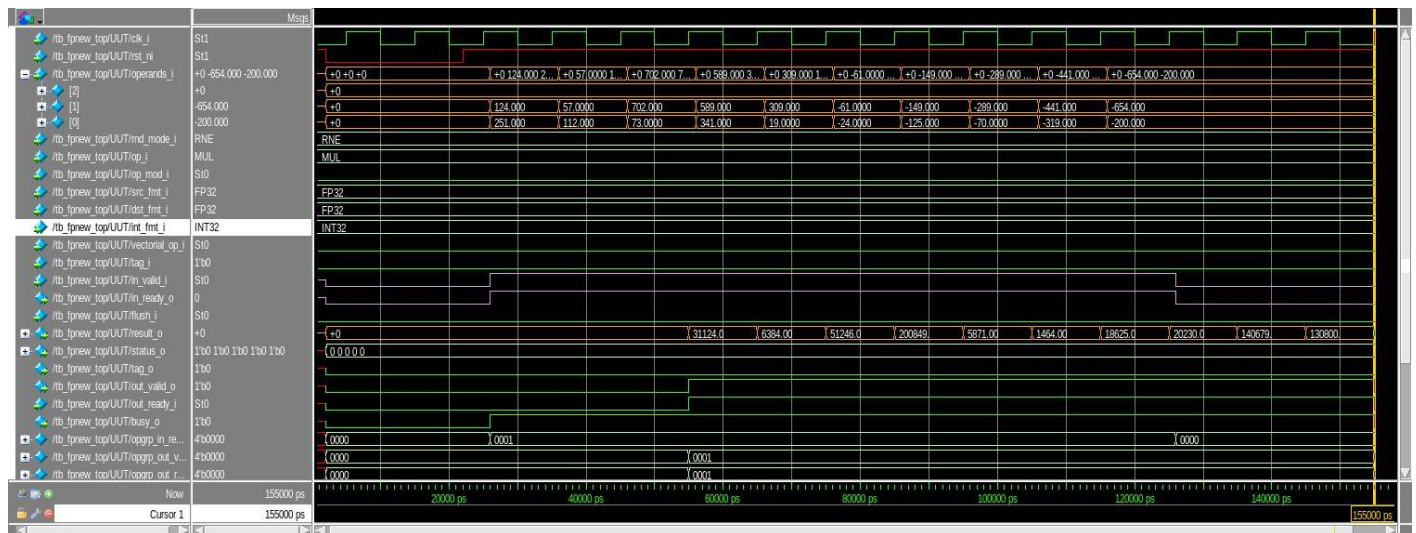 Msgs
/tb_fpnew_top/UUT/clk_i St1
/tb_fpnew_top/UUT/rst_ni St1
/tb_fpnew_top/UUT/operands_i +0 -654.000 -200.000 +0 +0 +0 +0 124.000 2... +0 57.0000 1... +0 702.000 7... +0 589.000 3... +0 309.000 1... +0 -61.0000 ... +0 -149.000 ... +0 -289.000 ... +0 -441.000 ... +0 -654.000 -200.000
[2] +0 +0
[1] -654.000 +0 124.000 57.0000 702.000 589.000 309.000 -61.0000 -149.000 -289.000 -441.000 -654.000
[0] -200.000 +0 251.000 112.000 73.0000 341.000 19.0000 -24.0000 -125.000 -70.0000 -319.000 -200.000
/tb_fpnew_top/UUT/rnd_mode_i RNE RNE
/tb_fpnew_top/UUT/op_i MUL MUL
/tb_fpnew_top/UUT/op_mod_i St0
/tb_fpnew_top/UUT/src_fmt_i FP32 FP32
/tb_fpnew_top/UUT/dst_fmt_i FP32 FP32
/tb_fpnew_top/UUT/int_fmt_i INT32 INT32
/tb_fpnew_top/UUT/vectorial_op_i St0
/tb_fpnew_top/UUT/tag_i 1'b0
/tb_fpnew_top/UUT/in_valid_i St0
/tb_fpnew_top/UUT/in_ready_o 0
/tb_fpnew_top/UUT/flush_i St0
/tb_fpnew_top/UUT/result_o +0 +0 31124.0 6384.00 51246.0 200849. 5871.00 1464.00 18625.0 20230.0 140679. 130800.
/tb_fpnew_top/UUT/status_o 1'b0 1'b0 1'b0 1'b0 1'b0 0 0 0 0 0
/tb_fpnew_top/UUT/tag_o 1'b0
/tb_fpnew_top/UUT/out_valid_o 1'b0
/tb_fpnew_top/UUT/out_ready_i St0
/tb_fpnew_top/UUT/busy_o 1'b0
/tb_fpnew_top/UUT/opgrp_in_re... 4'b0000 0000 0001 0000
/tb_fpnew_top/UUT/opgrp_out_v... 4'b0000 0000 0001
/tb_fpnew_top/UUT/opgrp_out_r... 4'b0000 0000 0001
Now 155000 ps 20000 ps 40000 ps 60000 ps 80000 ps 100000 ps 120000 ps 140000 ps
Cursor 1 155000 ps 155000 ps